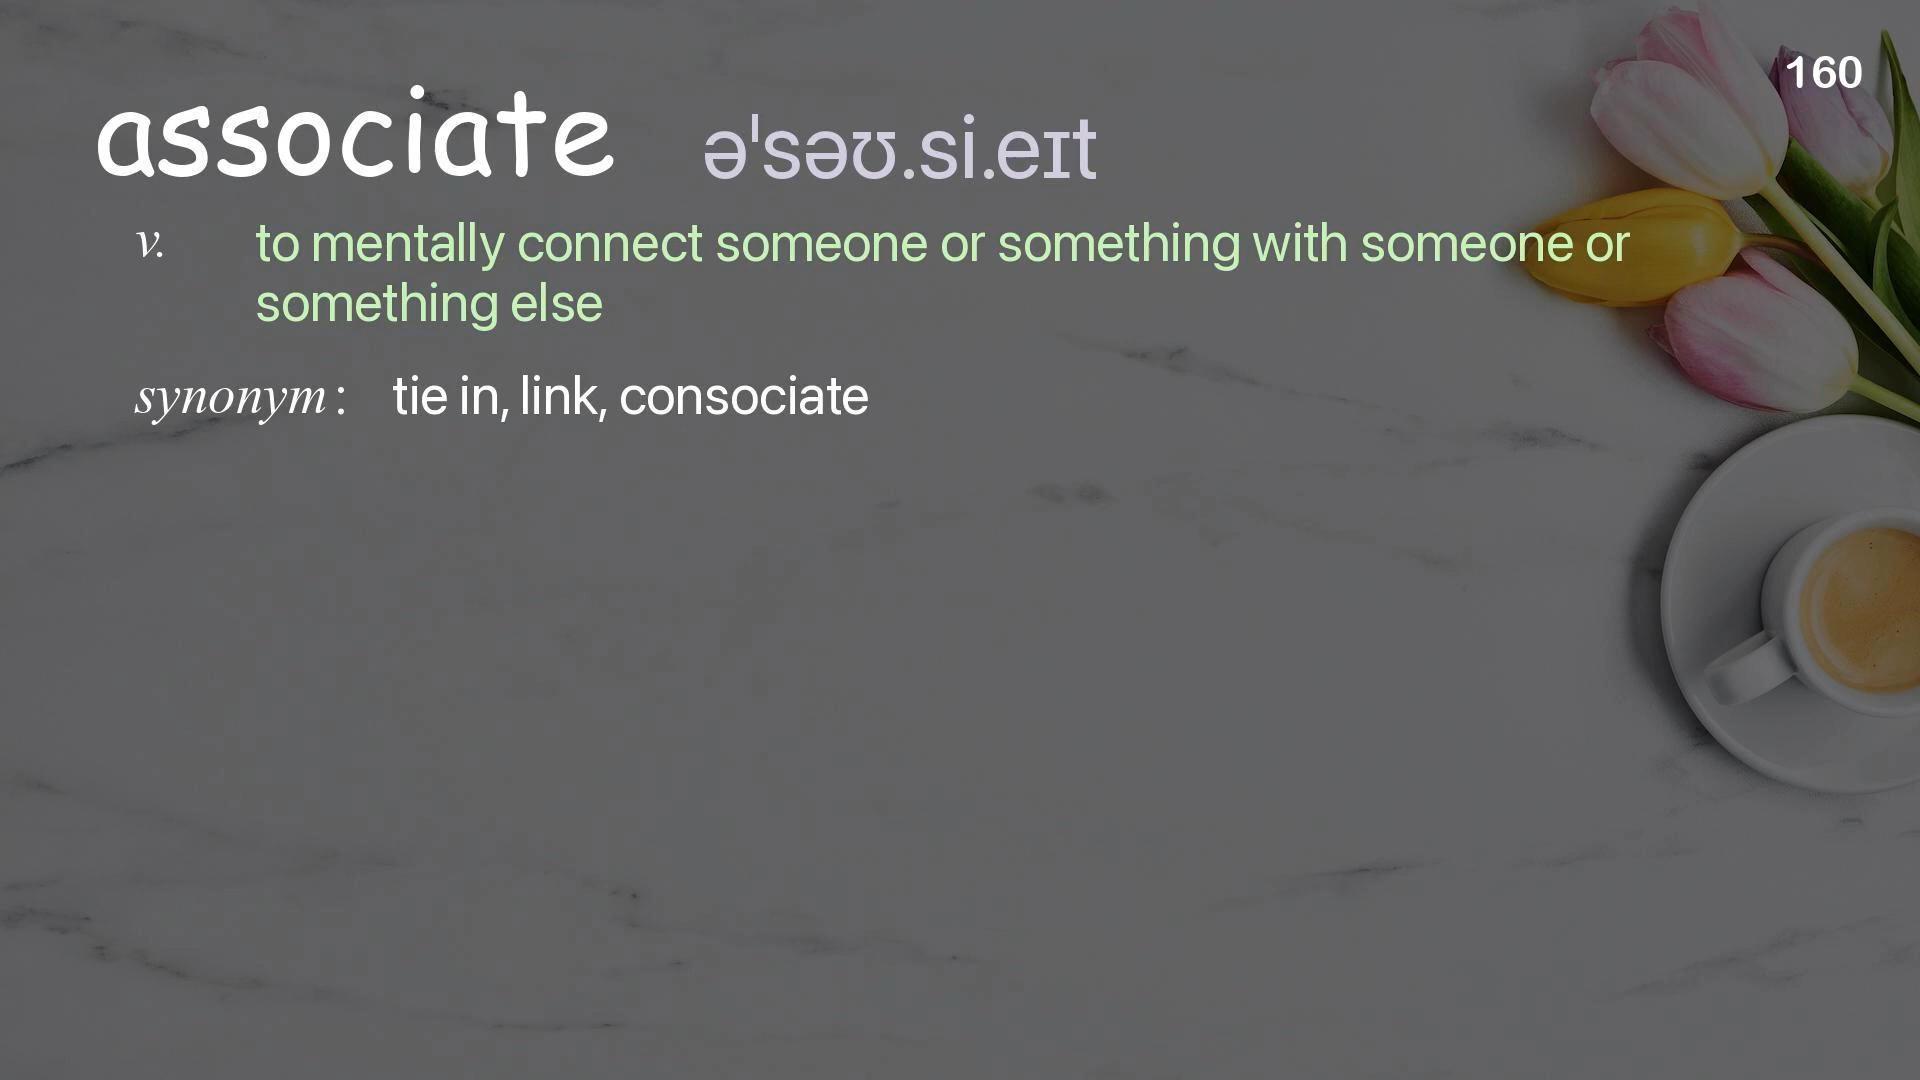 160
associate əˈsəʊ.si.eɪt
v. to mentally connect someone or something with someone or
something else
synonym : tie in, link, consociate